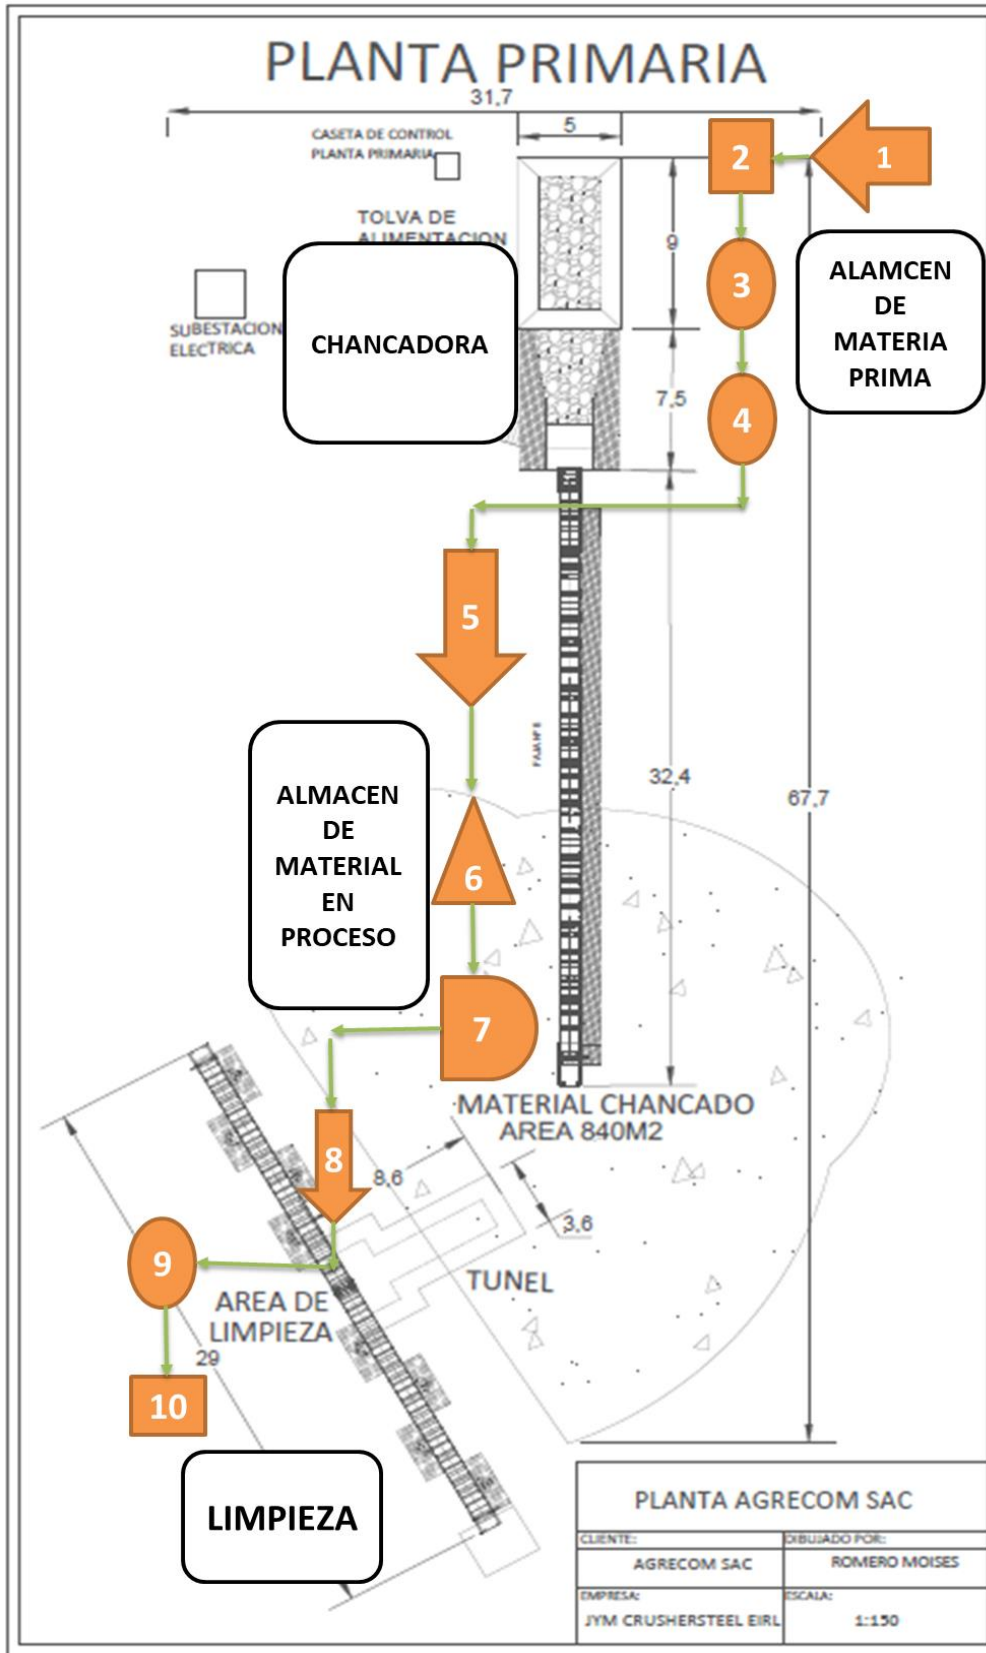 PLANTA PRIMARIA
31,7
5
CASETA DE CONTROL
PLANTA PRIMARIA
2
1
TOLVA DE
ALIMENTACION
9
3
ALAMCEN
DE
MATERIA
PRIMA
SUBESTACION
ELECTRICA
CHANCADORA
7,5
4
5
32,4
67,7
ALMACEN
DE
MATERIAL
EN
PROCESO
6
7
MATERIAL CHANCADO
AREA 840M2
8
8,6
3,6
9
TUNEL
AREA DE
LIMPIEZA
29
10
LIMPIEZA
PLANTA AGRECOM SAC
CLIENTE:
DIBUJADO POR:
AGRECOM SAC
ROMERO MOISES
EMPRESA:
ESCALA:
JYM CRUSHERSTEEL EIRL
1:150